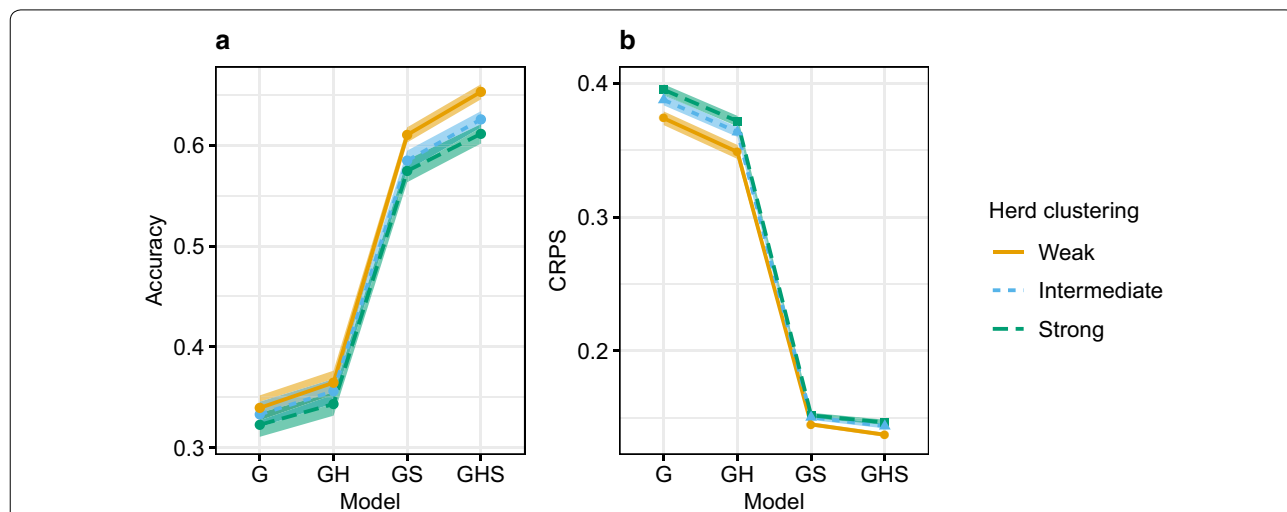 a
0.6
0.5
0.4
0.3
Accuracy
G GH GS GHS
Model
b
0.4
0.3
0.2
CRPS
G GH GS GHS
Model
Herd clustering
Weak
Intermediate
Strong